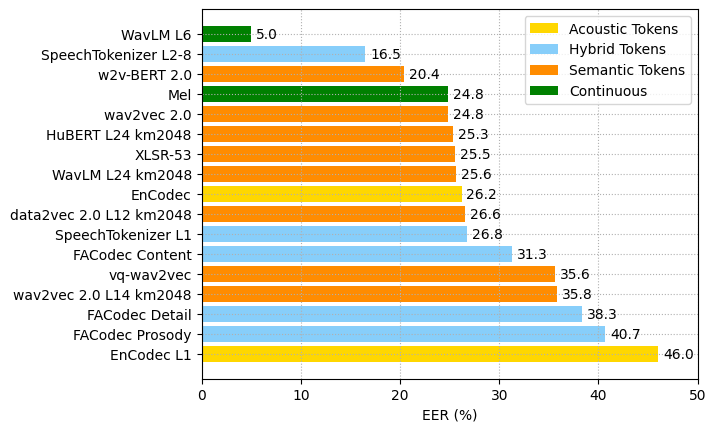 WavLM L6 5.0
SpeechTokenizer L2-8 16.5
w2v-BERT 2.0 20.4
Mel 24.8
wav2vec 2.0 24.8
HuBERT L24 km2048 25.3
XLSR-53 25.5
WavLM L24 km2048 25.6
EnCodec 26.2
data2vec 2.0 L12 km2048 26.6
SpeechTokenizer L1 26.8
FACodec Content 31.3
vq-wav2vec 35.6
wav2vec 2.0 L14 km2048 35.8
FACodec Detail 38.3
FACodec Prosody 40.7
EnCodec L1 46.0
Acoustic Tokens
Hybrid Tokens
Semantic Tokens
Continuous
0 10 20 30 40 50
EER (%)